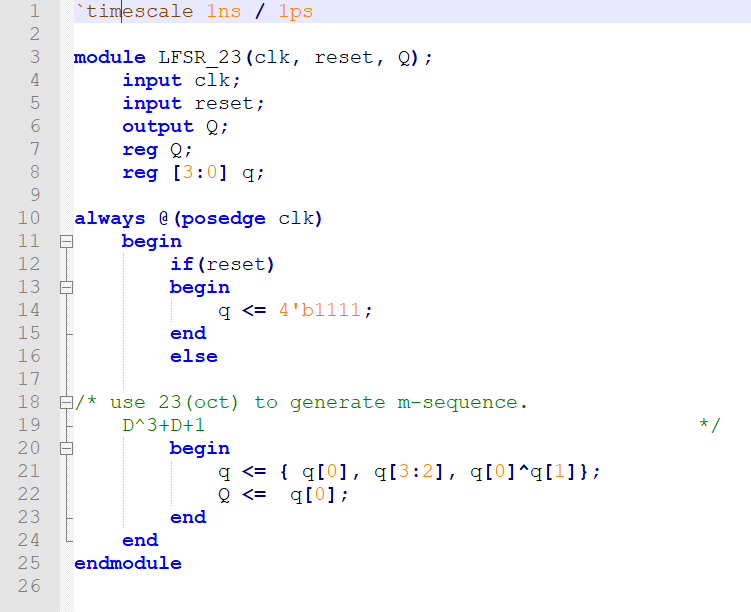 1 `timescale 1ns / 1ps
2
3 module LFSR_23(clk, reset, Q);
4 input clk;
5 input reset;
6 output Q;
7 reg Q;
8 reg [3:0] q;
9
10 always @(posedge clk)
11 begin
12 if(reset)
13 begin
14 q <= 4'b1111;
15 end
16 else
17
18 /* use 23(oct) to generate m-sequence.
19 D^3+D+1 */
20 begin
21 q <= { q[0], q[3:2], q[0]^q[1]};
22 Q <= q[0];
23 end
24 end
25 endmodule
26